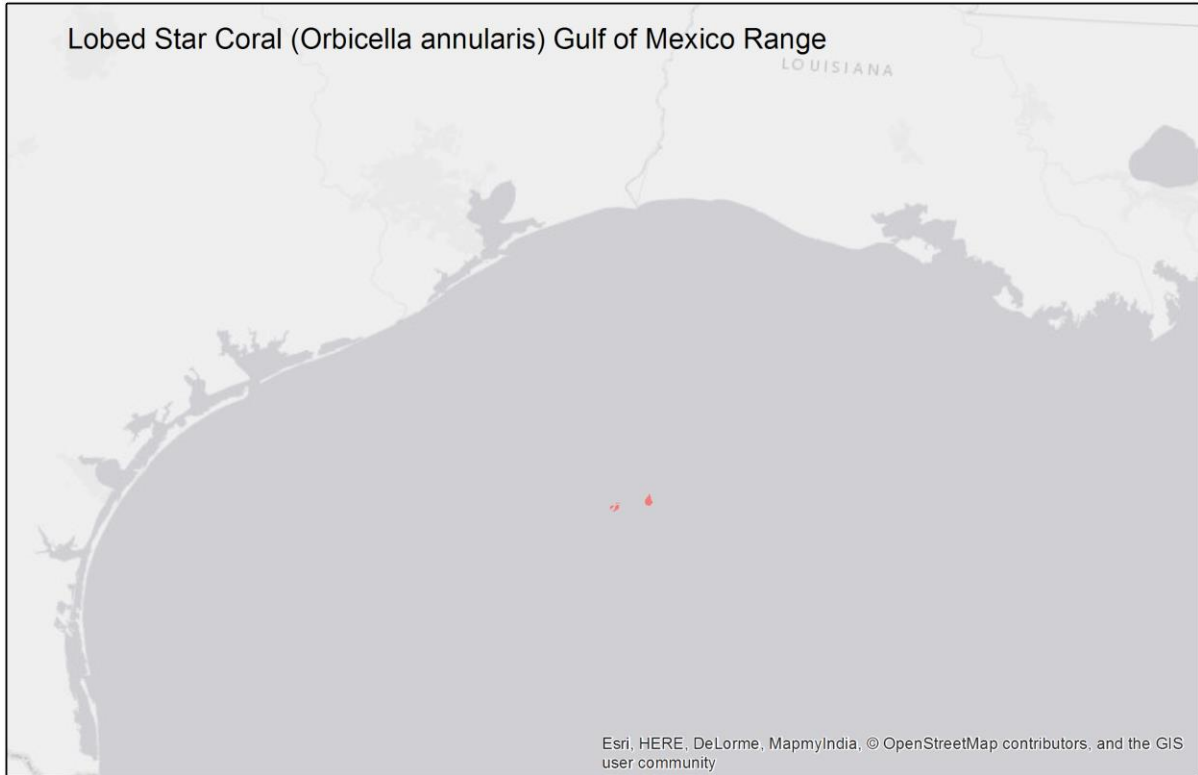 Lobed Star Coral (Orbicella annularis) Gulf of Mexico Range
LOUISIANA
Esri, HERE, DeLorme, MapmyIndia, © OpenStreetMap contributors, and the GIS
user community